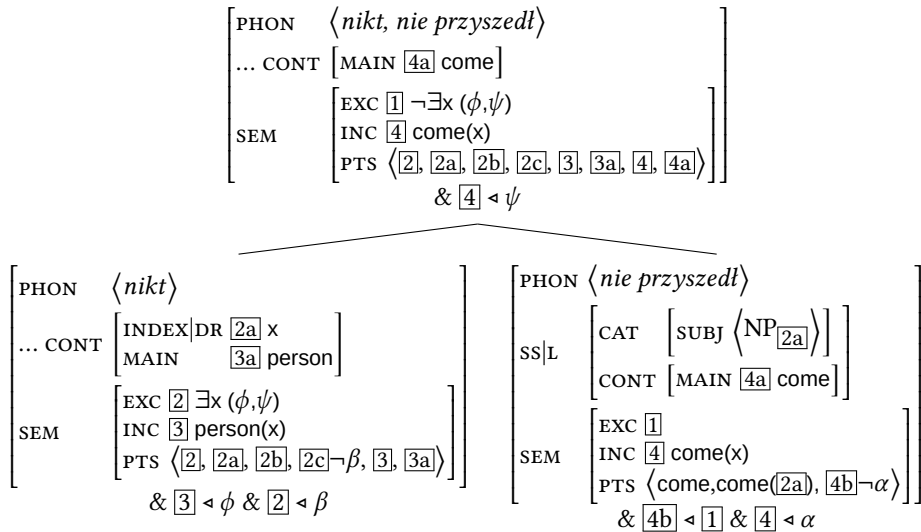 PHON ⟨nikt, nie przyszedł⟩
... CONT [MAIN 4a come]
SEM [EXC 1 ¬∃x (ϕ,ψ)
INC 4 come(x)
PTS ⟨2, 2a, 2b, 2c, 3, 3a, 4, 4a⟩]
& 4 ◃ ψ
PHON ⟨nikt⟩
... CONT [INDEX|DR 2a x
MAIN 3a person]
SEM [EXC 2 ∃x (ϕ,ψ)
INC 3 person(x)
PTS ⟨2, 2a, 2b, 2c¬β, 3, 3a⟩]
& 3 ◃ ϕ & 2 ◃ β
PHON ⟨nie przyszedł⟩
SS|L [CAT [SUBJ ⟨NP2a⟩]
CONT [MAIN 4a come]]
SEM [EXC 1
INC 4 come(x)
PTS ⟨come,come(2a), 4b¬α⟩]
& 4b ◃ 1 & 4 ◃ α